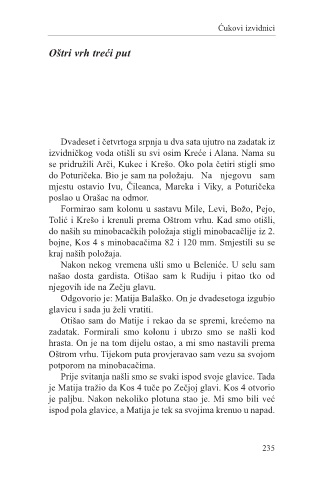 Ćukovi izvidnici
Oštri vrh treći put
Dvadeset i četvrtoga srpnja u dva sata ujutro na zadatak iz
izvidničkog voda otišli su svi osim Kreće i Alana. Nama su
se pridružili Arči, Kukec i Krešo. Oko pola četiri stigli smo
do Poturičeka. Bio je sam na položaju. Na njegovu sam
mjestu ostavio Ivu, Čileanca, Mareka i Viky, a Poturičeka
poslao u Orašac na odmor.
Formirao sam kolonu u sastavu Mile, Levi, Božo, Pejo,
Tolić i Krešo i krenuli prema Oštrom vrhu. Kad smo otišli,
do naših su minobacačkih položaja stigli minobacačlije iz 2.
bojne, Kos 4 s minobacačima 82 i 120 mm. Smjestili su se
kraj naših položaja.
Nakon nekog vremena ušli smo u Beleniće. U selu sam
našao dosta gardista. Otišao sam k Rudiju i pitao tko od
njegovih ide na Zečju glavu.
Odgovorio je: Matija Balaško. On je dvadesetoga izgubio
glavicu i sada ju želi vratiti.
Otišao sam do Matije i rekao da se spremi, krećemo na
zadatak. Formirali smo kolonu i ubrzo smo se našli kod
hrasta. On je na tom dijelu ostao, a mi smo nastavili prema
Oštrom vrhu. Tijekom puta provjeravao sam vezu sa svojom
potporom na minobacačima.
Prije svitanja našli smo se svaki ispod svoje glavice. Tada
je Matija tražio da Kos 4 tuče po Zečjoj glavi. Kos 4 otvorio
je paljbu. Nakon nekoliko plotuna stao je. Mi smo bili već
ispod pola glavice, a Matija je tek sa svojima krenuo u napad.
235